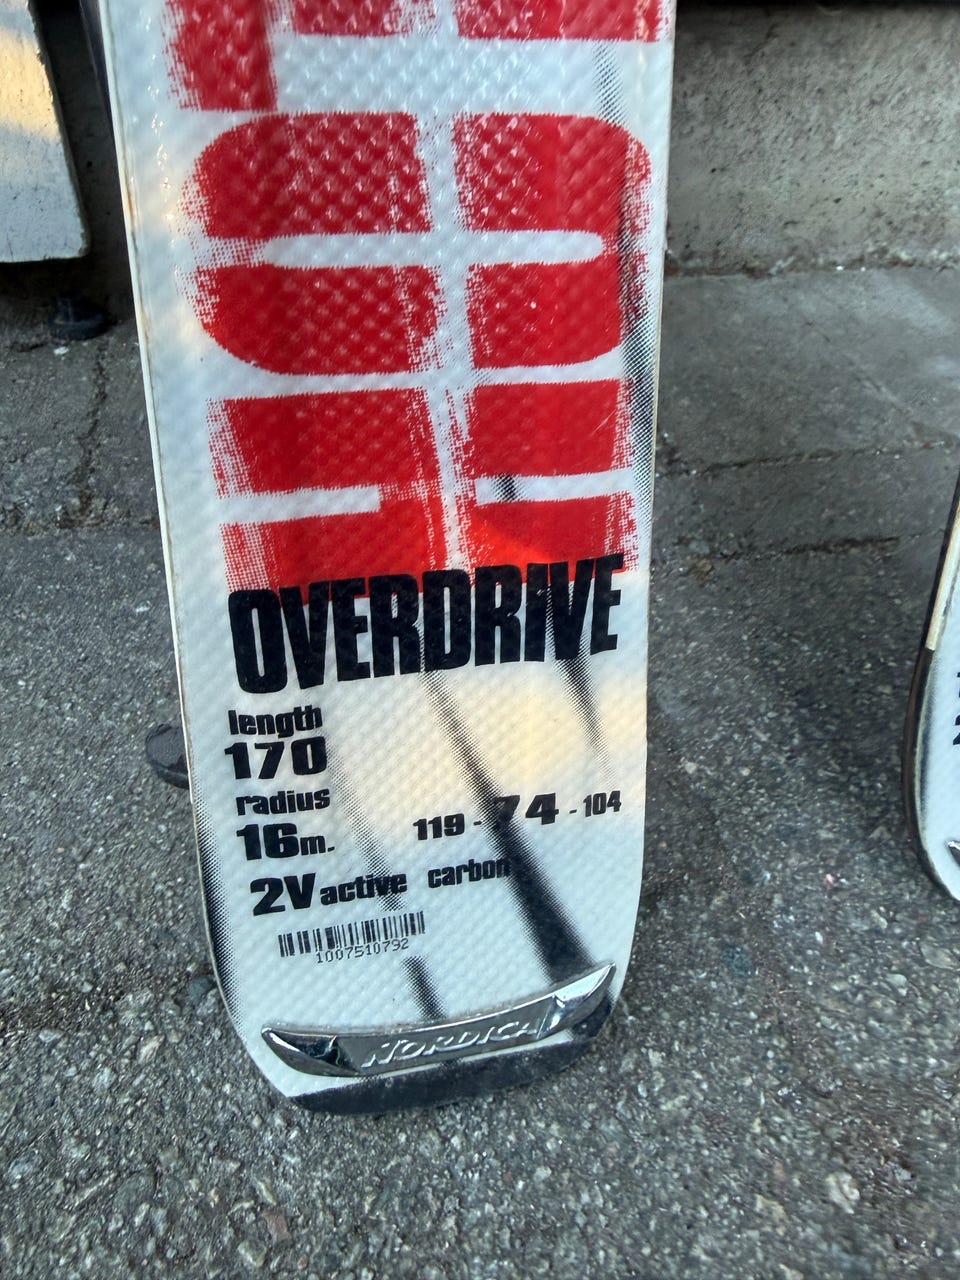 OVERDRIVE
length
170
radius
16m.
119 - 74 - 104
2V active carbon
1007510792
NORDICA